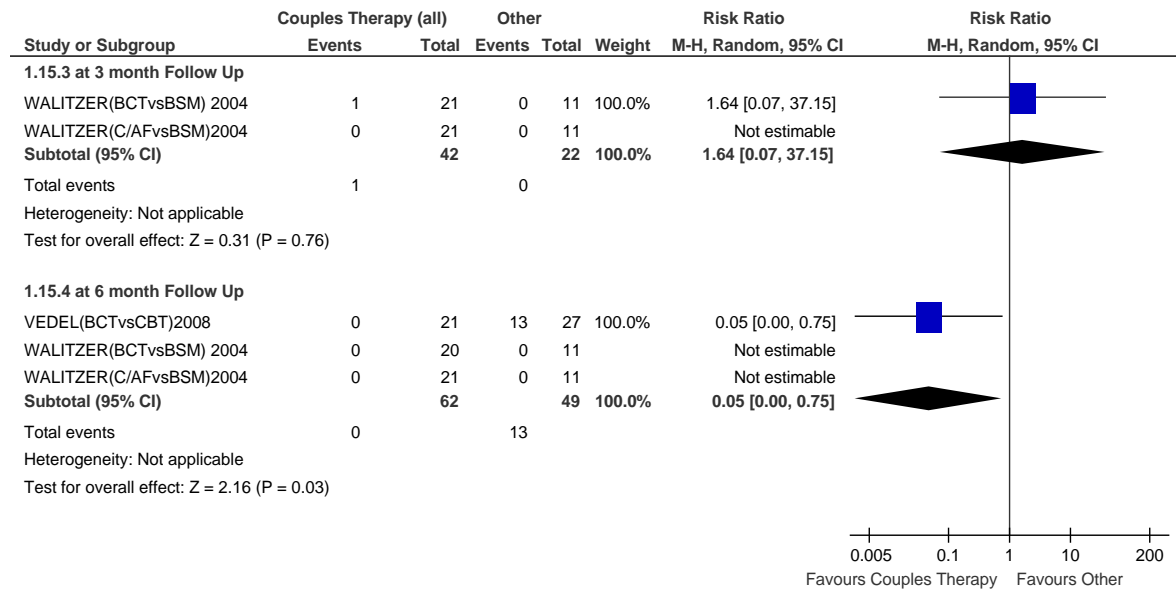 Couples Therapy (all) Other Risk Ratio Risk Ratio
Study or Subgroup Events Total Events Total Weight M-H, Random, 95% CI M-H, Random, 95% CI
1.15.3 at 3 month Follow Up
WALITZER(BCTvsBSM) 2004 1 21 0 11 100.0% 1.64 [0.07, 37.15]
WALITZER(C/AFvsBSM)2004 0 21 0 11 Not estimable
Subtotal (95% CI) 42 22 100.0% 1.64 [0.07, 37.15]
Total events 1 0
Heterogeneity: Not applicable
Test for overall effect: Z = 0.31 (P = 0.76)
1.15.4 at 6 month Follow Up
VEDEL(BCTvsCBT)2008 0 21 13 27 100.0% 0.05 [0.00, 0.75]
WALITZER(BCTvsBSM) 2004 0 20 0 11 Not estimable
WALITZER(C/AFvsBSM)2004 0 21 0 11 Not estimable
Subtotal (95% CI) 62 49 100.0% 0.05 [0.00, 0.75]
Total events 0 13
Heterogeneity: Not applicable
Test for overall effect: Z = 2.16 (P = 0.03)
0.005 0.1 1 10 200
Favours Couples Therapy Favours Other